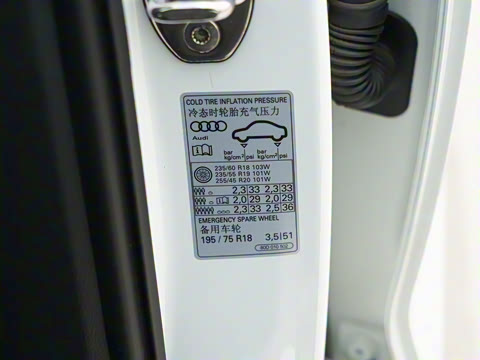 COLD TIRE INFLATION PRESSURE
冷态时轮胎充气压力
Audi
bar kg/cm² psi bar kg/cm² psi
235/60 R18 103W
235/55 R19 101W
255/45 R20 101W
2,3 33 2,3 33
2,0 29 2,0 29
2,3 33 2,5 36
EMERGENCY SPARE WHEEL
备用车轮
195 / 75 R18 3,5 51